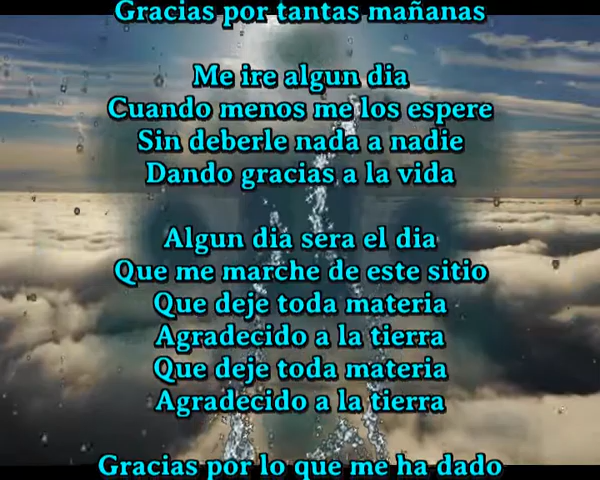 Gracias por tantas mañanas
Me ire algun dia
Cuando menos me los espere
Sin deberle nada a nadie
Dando gracias a la vida
Algun dia sera el dia
Que me marche de este sitio
Que deje toda materia
Agradecido a la tierra
Que deje toda materia
Agradecido a la tierra
Gracias por lo que me ha dado